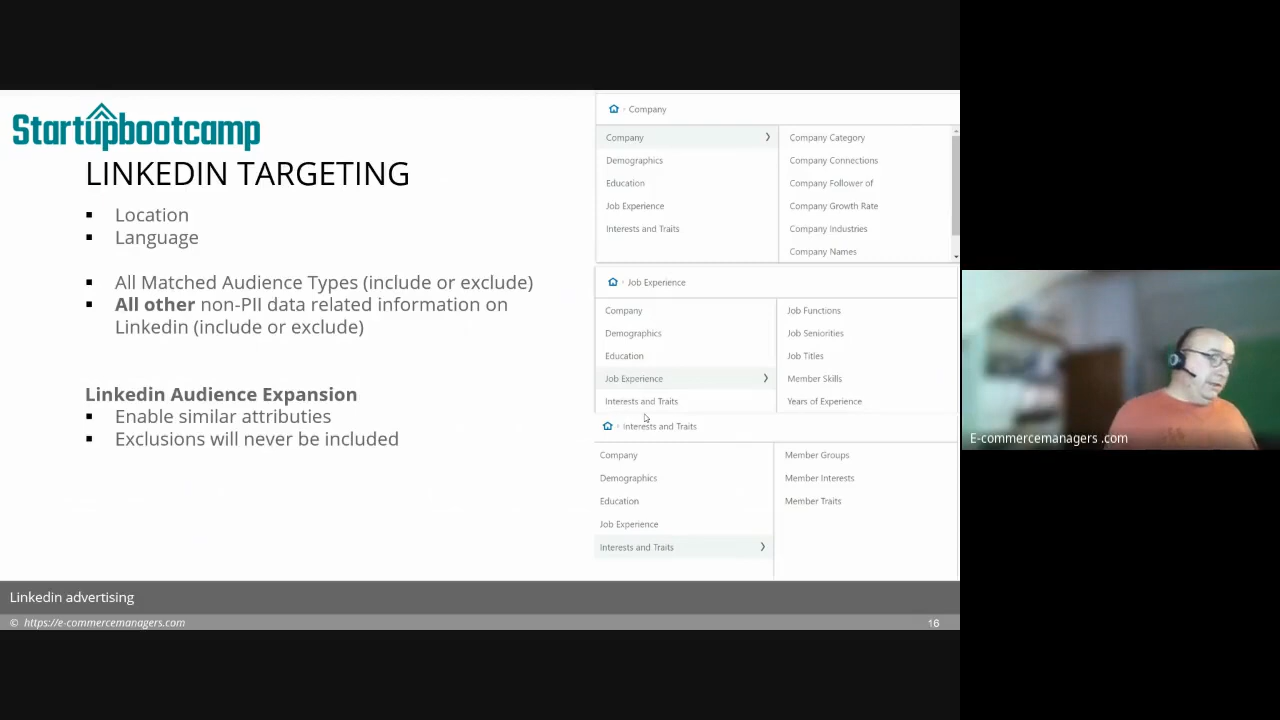 Startupbootcamp
LINKEDIN TARGETING
Location
Language
All Matched Audience Types (include or exclude)
All other non-PII data related information on
Linkedin (include or exclude)
Linkedin Audience Expansion
Enable similar attributies
Exclusions will never be included
Company
Company
Demographics
Education
Job Experience
Interests and Traits
Company Category
Company Connections
Company Follower of
Company Growth Rate
Company Industries
Company Names
Job Experience
Company
Demographics
Education
Job Experience
Interests and Traits
Job Functions
Job Seniorities
Job Titles
Member Skills
Years of Experience
Interests and Traits
Company
Demographics
Education
Job Experience
Interests and Traits
Member Groups
Member Interests
Member Traits
E-commercemanagers .com
Linkedin advertising
© https://e-commercemanagers.com
16